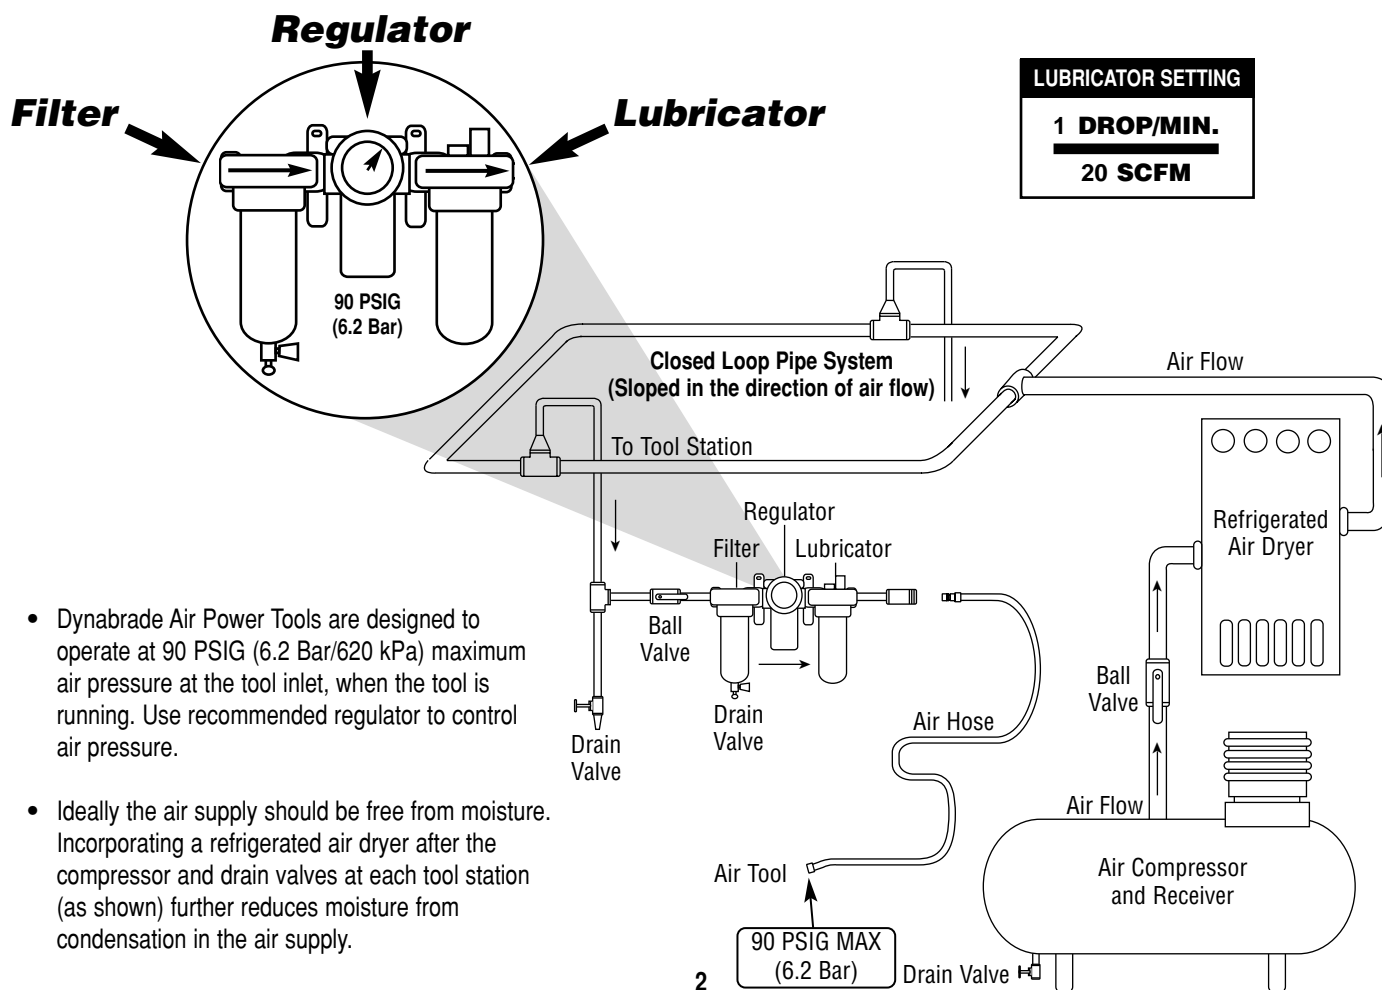 Regulator
Filter
Lubricator
LUBRICATOR SETTING
1 DROP/MIN.
20 SCFM
90 PSIG
(6.2 Bar)
Closed Loop Pipe System
(Sloped in the direction of air flow)
Air Flow
To Tool Station
Refrigerated
Air Dryer
Regulator
Filter
Lubricator
Ball
Valve
Drain
Valve
Drain
Valve
Air Hose
Ball
Valve
Air Flow
Air Compressor
and Receiver
Air Tool
90 PSIG MAX
(6.2 Bar)
Drain Valve
• Dynabrade Air Power Tools are designed to
operate at 90 PSIG (6.2 Bar/620 kPa) maximum
air pressure at the tool inlet, when the tool is
running. Use recommended regulator to control
air pressure.
• Ideally the air supply should be free from moisture.
Incorporating a refrigerated air dryer after the
compressor and drain valves at each tool station
(as shown) further reduces moisture from
condensation in the air supply.
2